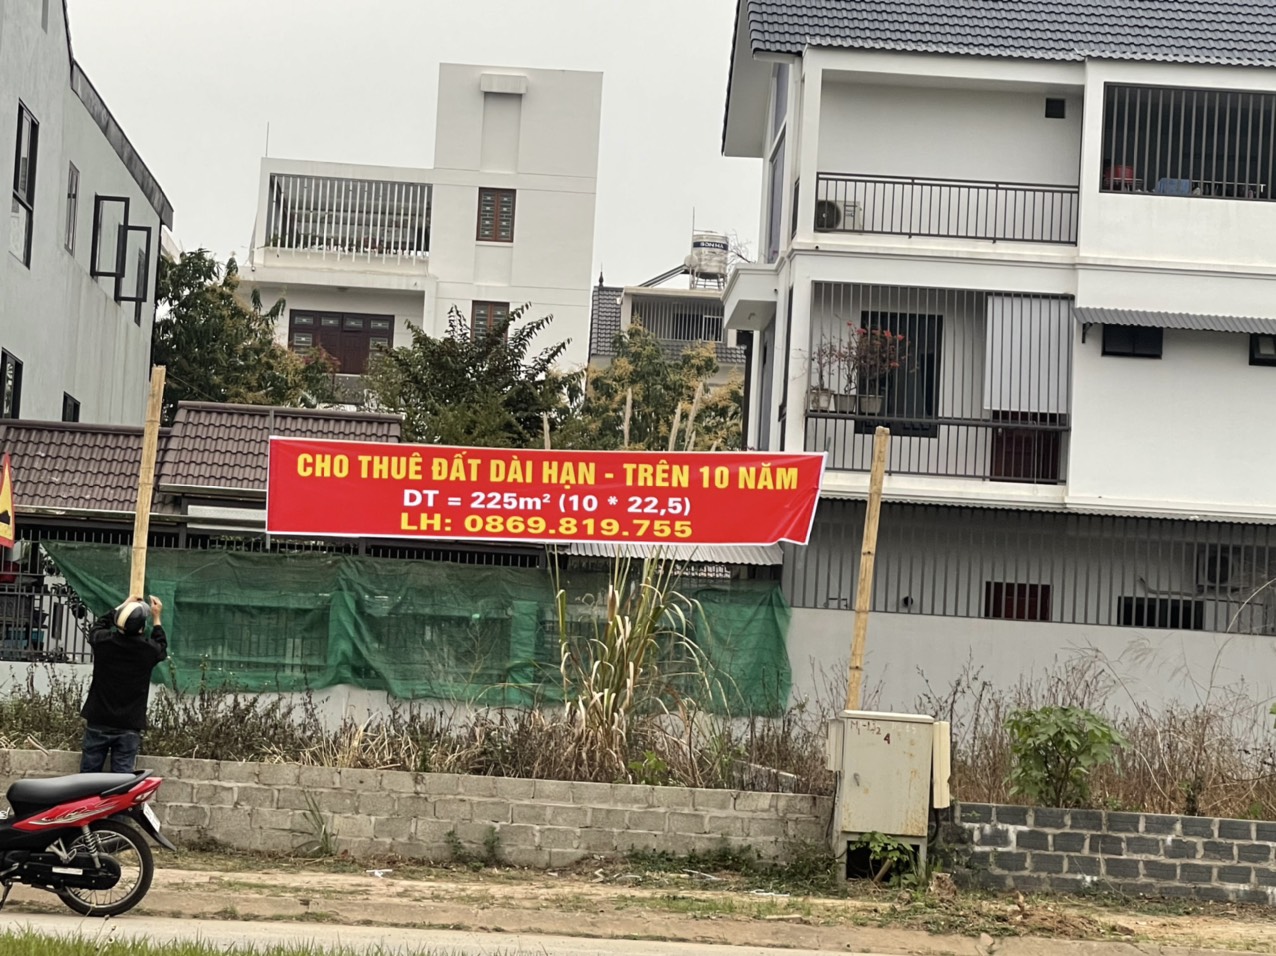 CHO THUÊ ĐẤT DÀI HẠN - TRÊN 10 NĂM
DT = 225m² (10 * 22,5)
LH: 0869.819.755